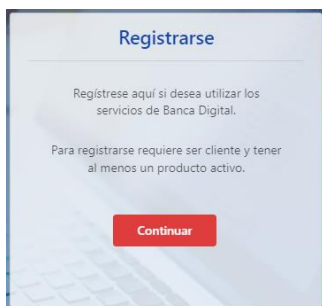 Registrarse
Regístrese aquí si desea utilizar los
servicios de Banca Digital.
Para registrarse requiere ser cliente y tener
al menos un producto activo.
Continuar